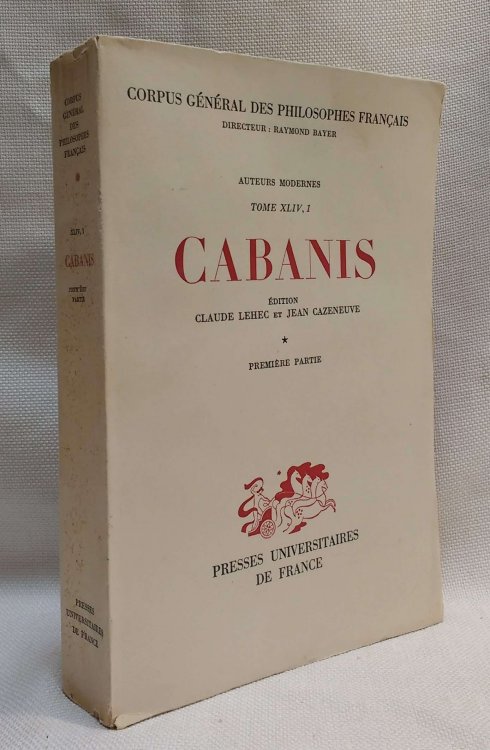 CORPUS GÉNÉRAL DES PHILOSOPHES FRANÇAIS
DIRECTEUR : RAYMOND BAYER
AUTEURS MODERNES
TOME XLIV, I
CABANIS
ÉDITION
CLAUDE LEHEC ET JEAN CAZENEUVE
★
PREMIÈRE PARTIE
PRESSES UNIVERSITAIRES
DE FRANCE
CORPUS
GÉNÉRAL
DES
PHILOSOPHES
FRANÇAIS
XLIV, I
CABANIS
PREMIÈRE
PARTIE
PRESSES
UNIVERSITAIRES
DE FRANCE